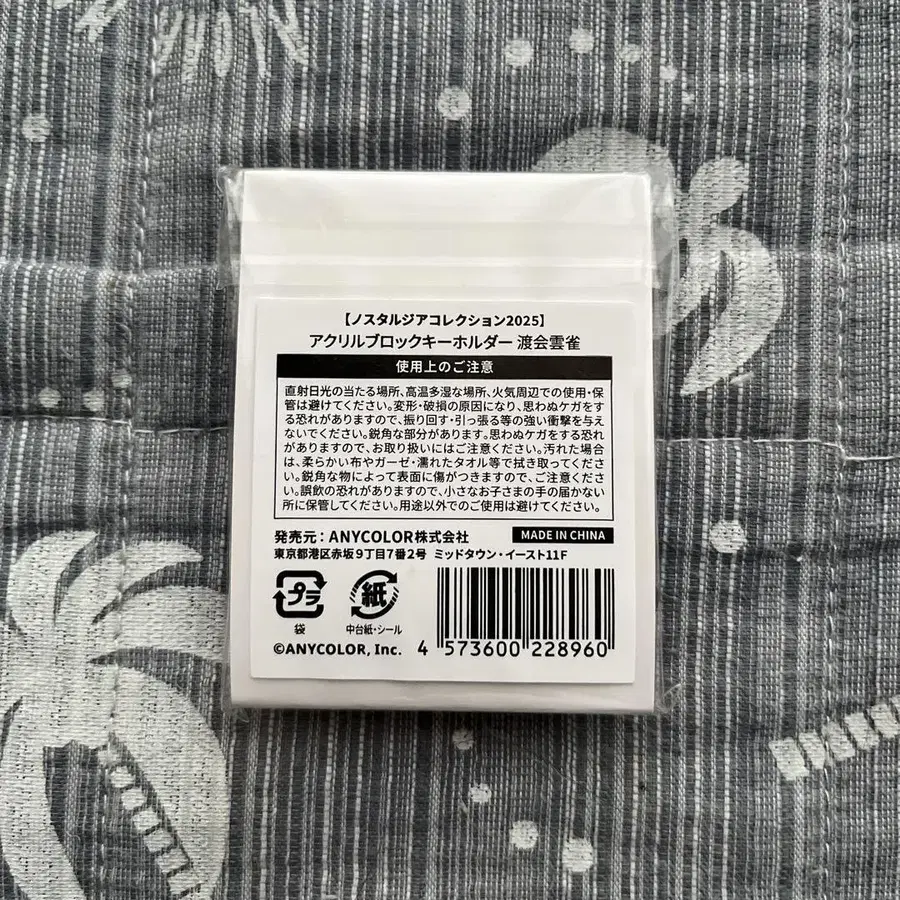 【ノスタルジアコレクション2025】
アクリルブロックキーホルダー 渡会雲雀
使用上のご注意
直射日光の当たる場所、高温多湿な場所、火気周辺での使用・保
管は避けてください。変形・破損の原因になり、思わぬケガをす
る恐れがありますので、振り回す・引っ張る等の強い衝撃を与え
ないでください。鋭角な部分があります。思わぬケガをする恐れ
がありますので、お取り扱いにはご注意ください。汚れた場合
は、柔らかい布やガーゼ・濡れたタオル等で拭き取ってくださ
い。鋭角な物によって表面に傷がつきますので、ご注意くださ
い。誤飲の恐れがありますので、小さなお子さまの手の届かない
所に保管してください。用途以外でのご使用は避けてください。
発売元：ANYCOLOR株式会社
MADE IN CHINA
東京都港区赤坂9丁目7番2号 ミッドタウン・イースト11F
プラ
袋
紙
中台紙・シール
©ANYCOLOR, Inc.
4 573600 228960